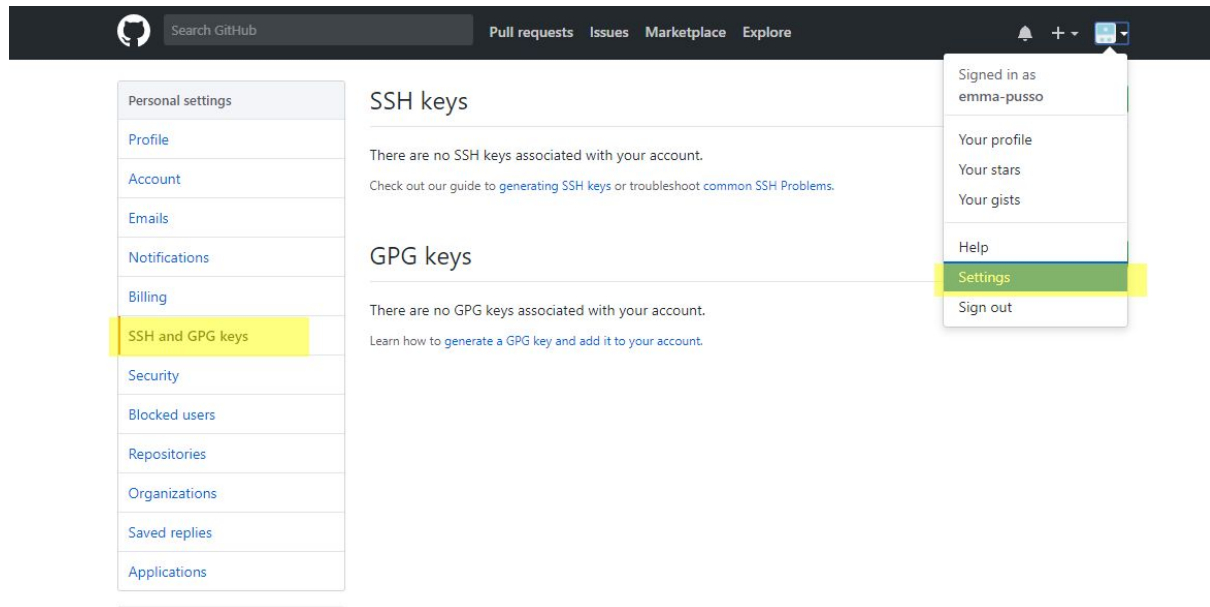 Search GitHub
Pull requests Issues Marketplace Explore
Signed in as
emma-pusso
Your profile
Your stars
Your gists
Help
Settings
Sign out
Personal settings
Profile
Account
Emails
Notifications
Billing
SSH and GPG keys
Security
Blocked users
Repositories
Organizations
Saved replies
Applications
SSH keys
There are no SSH keys associated with your account.
Check out our guide to generating SSH keys or troubleshoot common SSH Problems.
GPG keys
There are no GPG keys associated with your account.
Learn how to generate a GPG key and add it to your account.